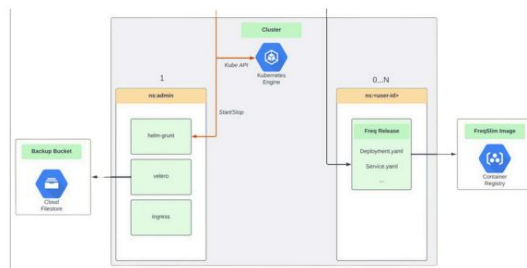 Cluster
Kube API
Kubernetes
Engine
1
0...N
ns:admin
ns:<user-id>
Start/Stop
helm-grunt
Freq Release
FreqSlim Image
Deployment.yaml
Service.yaml
...
Backup Bucket
velero
Cloud
Filestore
Container
Registry
Ingress